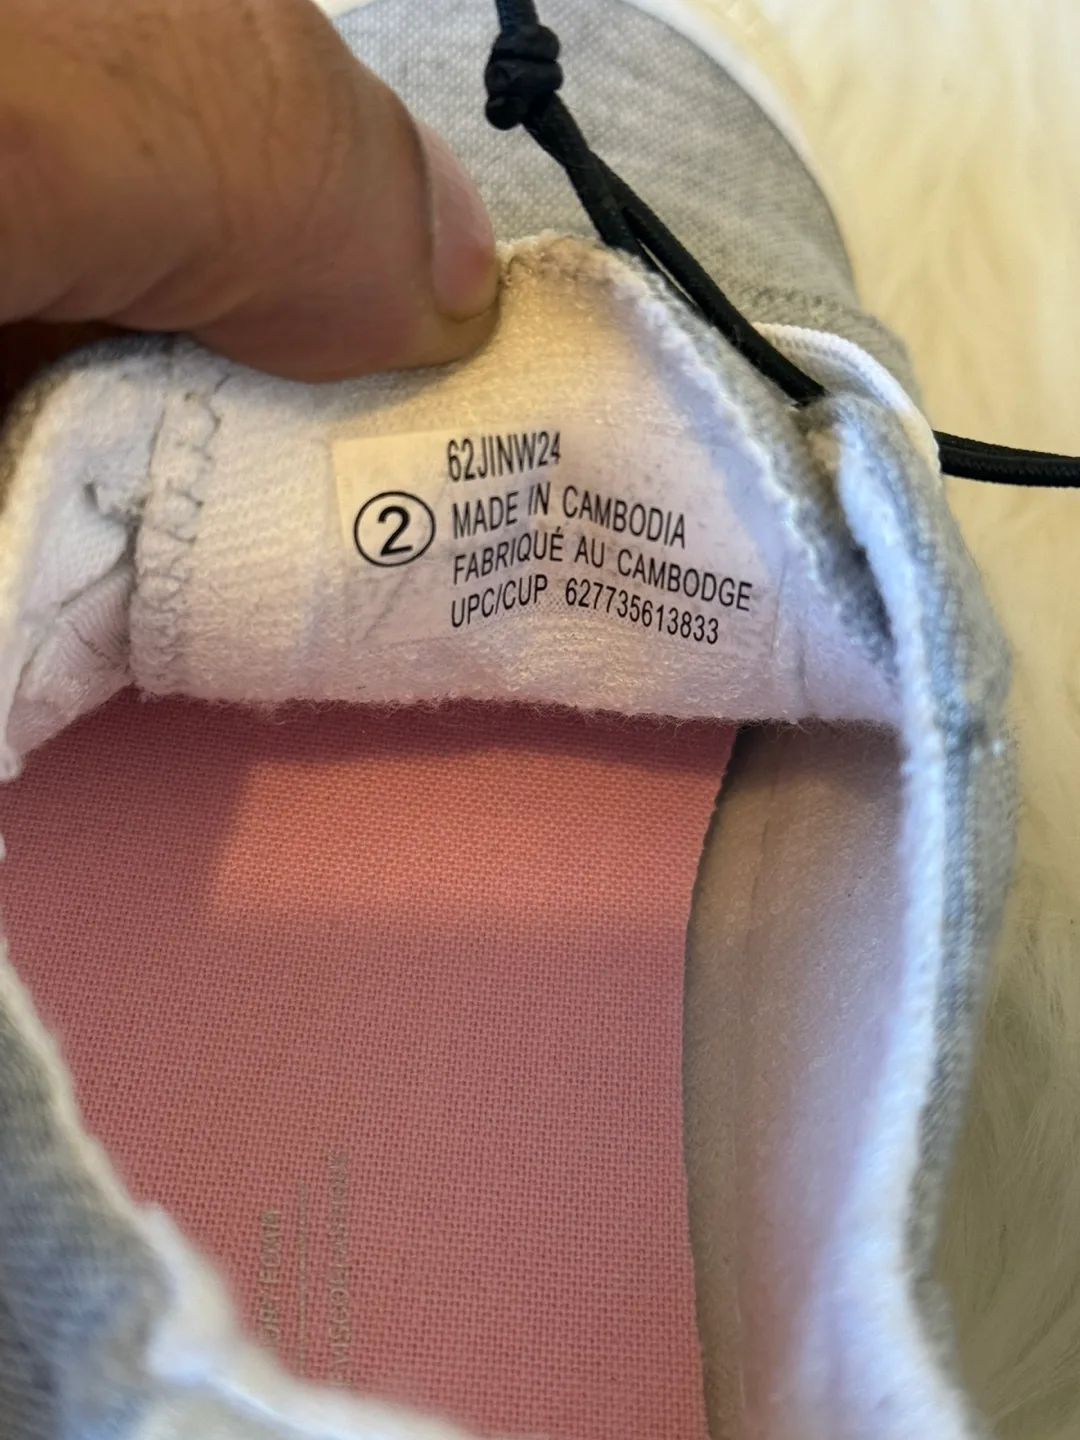 62JINW24
② MADE IN CAMBODIA
FABRIQUÉ AU CAMBODGE
UPC/CUP 627735613833